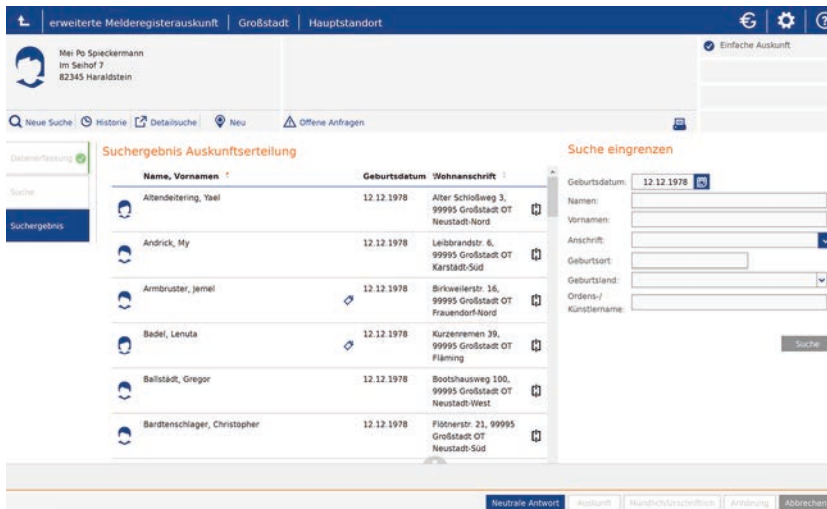 erweiterte Melderegisterauskunft | Großstadt | Hauptstandort
Mei Po Spieckermann
Im Seihof 7
82345 Haraldstein
Einfache Auskunft
Neue Suche Historie Detailsuche Neu Offene Anfragen
Datenerfassung
Suche
Suchergebnis
Suchergebnis Auskunftserteilung
Name, Vornamen Geburtsdatum Wohnanschrift
Altendeitering, Yael 12.12.1978 Alter Schloßweg 3,
99995 Großstadt OT
Neustadt-Nord
Andrick, My 12.12.1978 Leibbrandstr. 6,
99995 Großstadt OT
Karstädt-Süd
Armbruster, Jemel 12.12.1978 Birkweilerstr. 16,
99995 Großstadt OT
Frauendorf-Nord
Badel, Lenuta 12.12.1978 Kurzenremen 39,
99995 Großstadt OT
Fläming
Ballstädt, Gregor 12.12.1978 Bootshausweg 100,
99995 Großstadt OT
Neustadt-West
Bardtenschlager, Christopher 12.12.1978 Flötnerstr. 21, 99995
Großstadt OT
Neustadt-Süd
Suche eingrenzen
Geburtsdatum: 12.12.1978
Namen:
Vornamen:
Anschrift:
Geburtsort:
Geburtsland:
Ordens-/
Künstlername:
Suche
Neutrale Antwort Auskunft Mündlich/Urschriftlich Anhörung Abbrechen